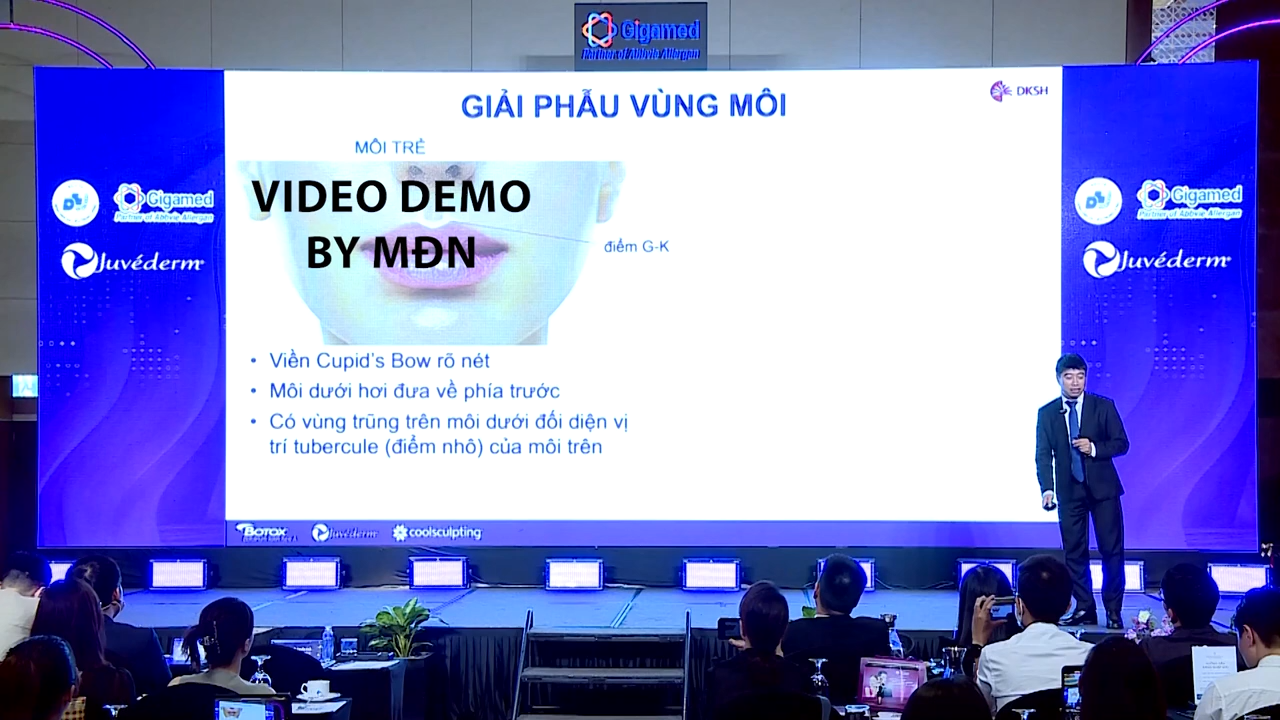 Gigamed
Partner of Abbvie Allergan
GIẢI PHẪU VÙNG MÔI
DKSH
MÔI TRẺ
VIDEO DEMO
BY MĐN
điểm G-K
Gigamed
Partner of Abbvie Allergan
Juvéderm
Gigamed
Partner of Abbvie Allergan
Juvéderm
• Viền Cupid's Bow rõ nét
• Môi dưới hơi đưa về phía trước
• Có vùng trũng trên môi dưới đối diện vị
trí tubercule (điểm nhô) của môi trên
BOTOX
Juvéderm
coolsculpting